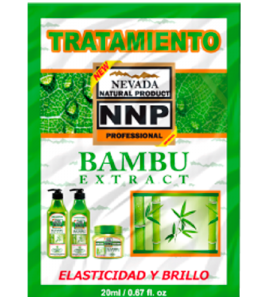 TRATAMIENTO
NEW
NEVADA
NATURAL PRODUCT
NNP
PROFESSIONAL
BAMBU
EXTRACT
ELASTICIDAD Y BRILLO
20ml / 0.67 fl. oz